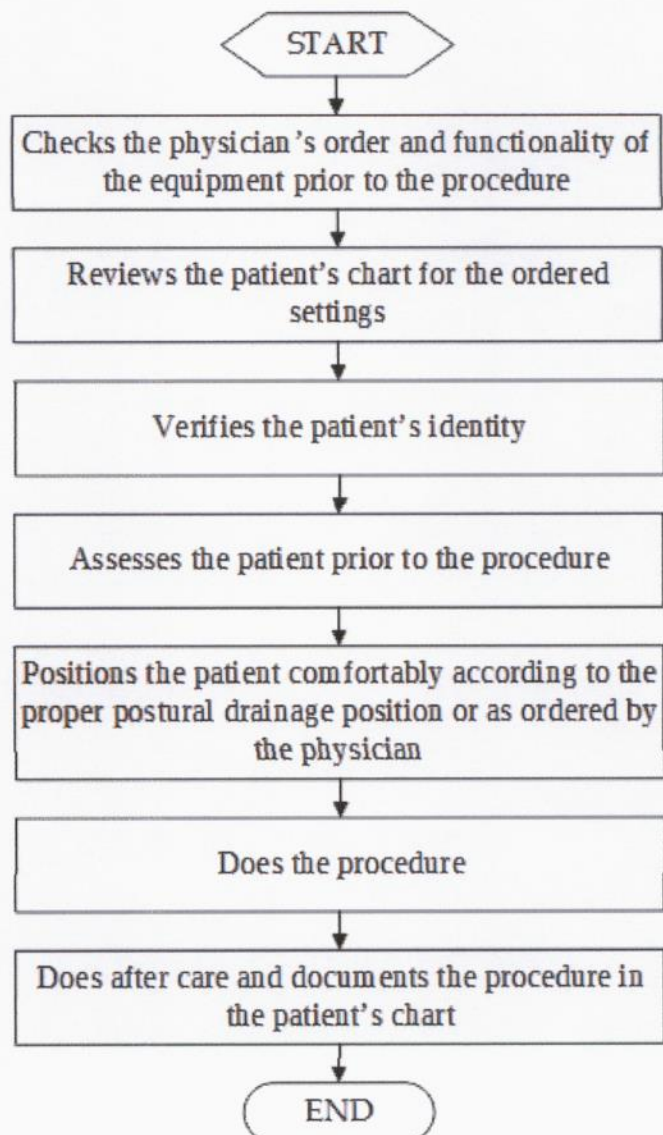 START
Checks the physician's order and functionality of
the equipment prior to the procedure
Reviews the patient's chart for the ordered
settings
Verifies the patient's identity
Assesses the patient prior to the procedure
Positions the patient comfortably according to the
proper postural drainage position or as ordered by
the physician
Does the procedure
Does after care and documents the procedure in
the patient's chart
END